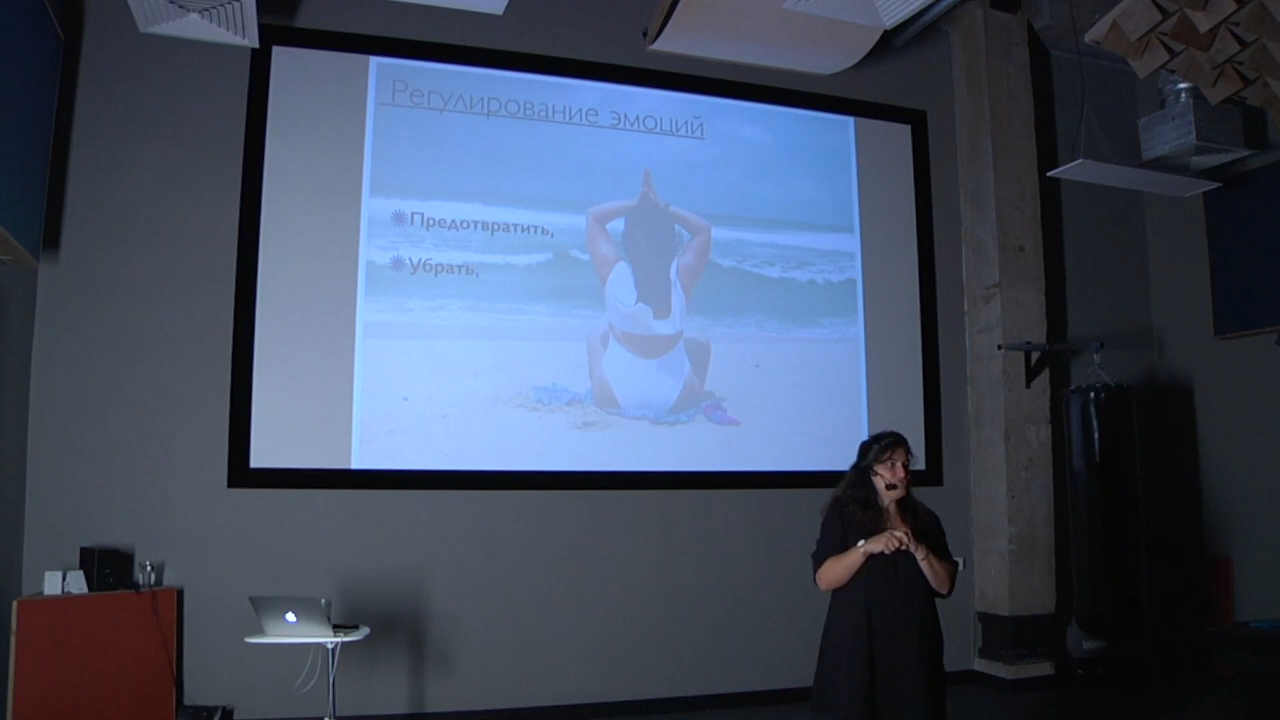 Регулирование эмоций
Предотвратить,
Убрать,